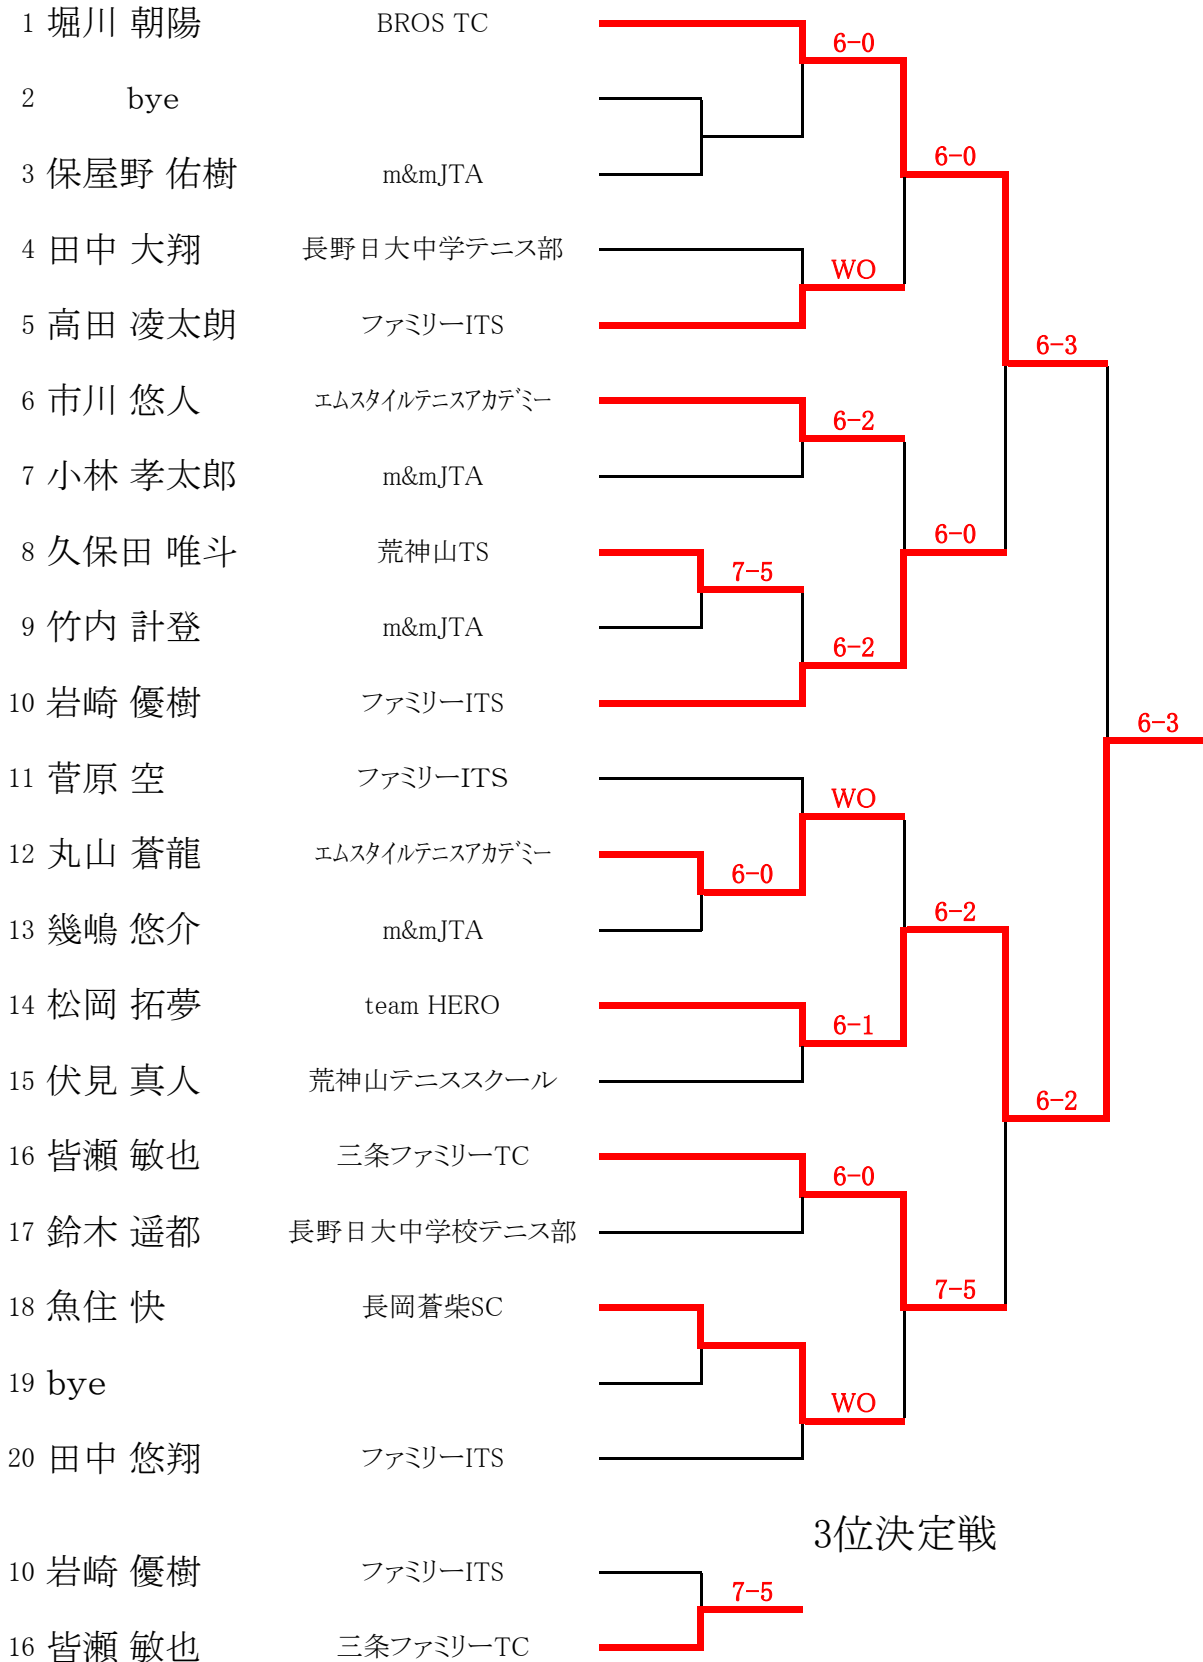 1 堀川 朝陽 BROS TC
6-0
2 bye
3 保屋野 佑樹 m&mJTA
6-0
4 田中 大翔 長野日大中学テニス部
WO
5 高田 凌太朗 ファミリーITS
6-3
6 市川 悠人 エムスタイルテニスアカデミー
6-2
7 小林 孝太郎 m&mJTA
6-0
8 久保田 唯斗 荒神山TS
7-5
9 竹内 計登 m&mJTA
6-2
10 岩崎 優樹 ファミリーITS
6-3
11 菅原 空 ファミリーITS
WO
12 丸山 蒼龍 エムスタイルテニスアカデミー
6-0
13 幾嶋 悠介 m&mJTA
6-2
14 松岡 拓夢 team HERO
6-1
15 伏見 真人 荒神山テニススクール
6-2
16 皆瀬 敏也 三条ファミリーTC
6-0
17 鈴木 遥都 長野日大中学校テニス部
7-5
18 魚住 快 長岡蒼柴SC
19 bye
WO
20 田中 悠翔 ファミリーITS
3位決定戦
10 岩崎 優樹 ファミリーITS
7-5
16 皆瀬 敏也 三条ファミリーTC